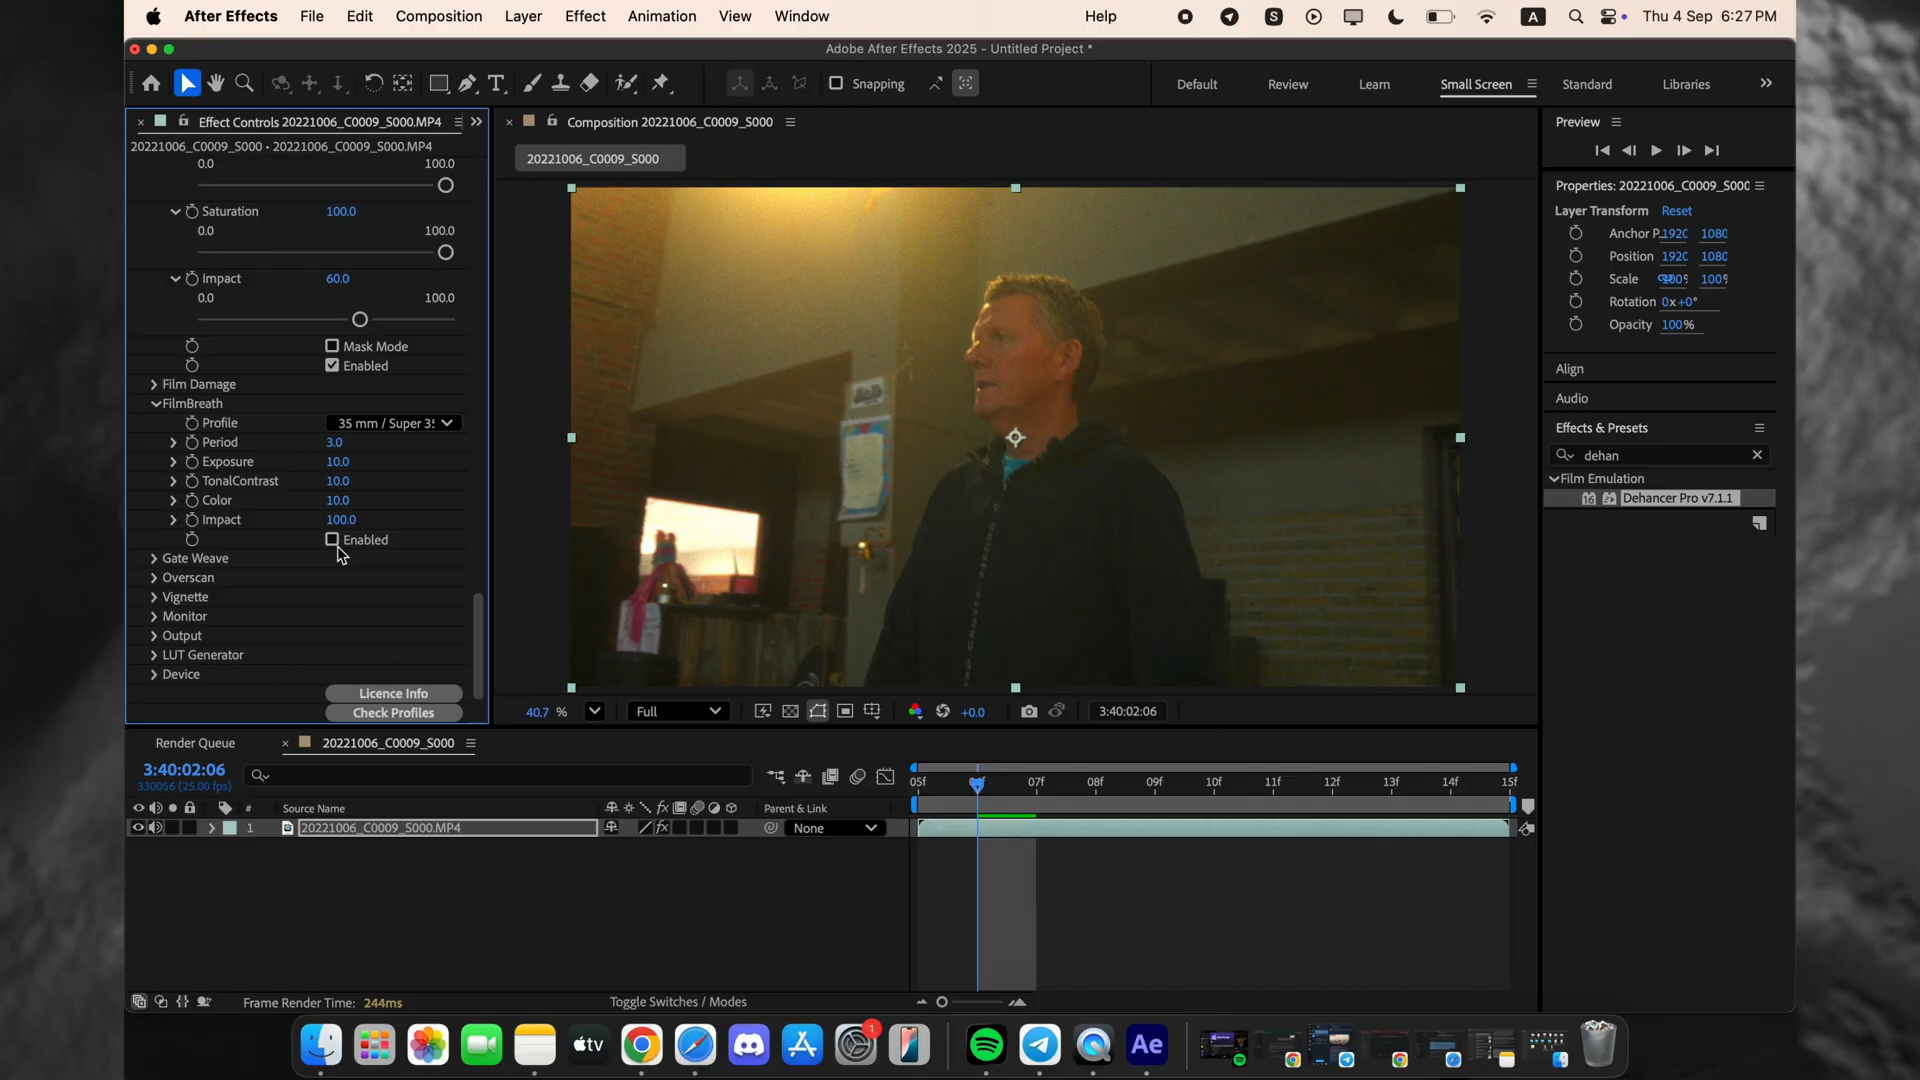 After Effects File Edit Composition Layer Effect Animation View Window Help A Thu 4 Sep 6:27PM
Adobe After Effects 2025 - Untitled Project *
Snapping Default Review Learn Small Screen Standard Libraries
Effect Controls 20221006_C0009_S000.MP4
20221006_C0009_S000 • 20221006_C0009_S000.MP4
0.0 100.0
Saturation 100.0
0.0 100.0
Impact 60.0
0.0 100.0
Mask Mode
Enabled
Film Damage
FilmBreath
Profile 35 mm / Super 3!
Period 3.0
Exposure 10.0
TonalContrast 10.0
Color 10.0
Impact 100.0
Enabled
Gate Weave
Overscan
Vignette
Monitor
Output
LUT Generator
Device
Licence Info
Check Profiles
Composition 20221006_C0009_S000
20221006_C0009_S000
40.7 % Full +0.0 3:40:02:06
Preview
Properties: 20221006_C0009_S000
Layer Transform Reset
Anchor P. 1920 1080
Position 1920 1080
Scale 100% 100%
Rotation 0x+0°
Opacity 100%
Align
Audio
Effects & Presets
dehan
Film Emulation
16 Dehancer Pro v7.1.1
Render Queue 20221006_C0009_S000
3:40:02:06
330056 (25.00 fps)
05f 07f 08f 09f 10f 11f 12f 13f 14f 15f
# Source Name fx Parent & Link
1 20221006_C0009_S000.MP4 fx None
Frame Render Time: 244ms Toggle Switches / Modes
tv 1 Ae